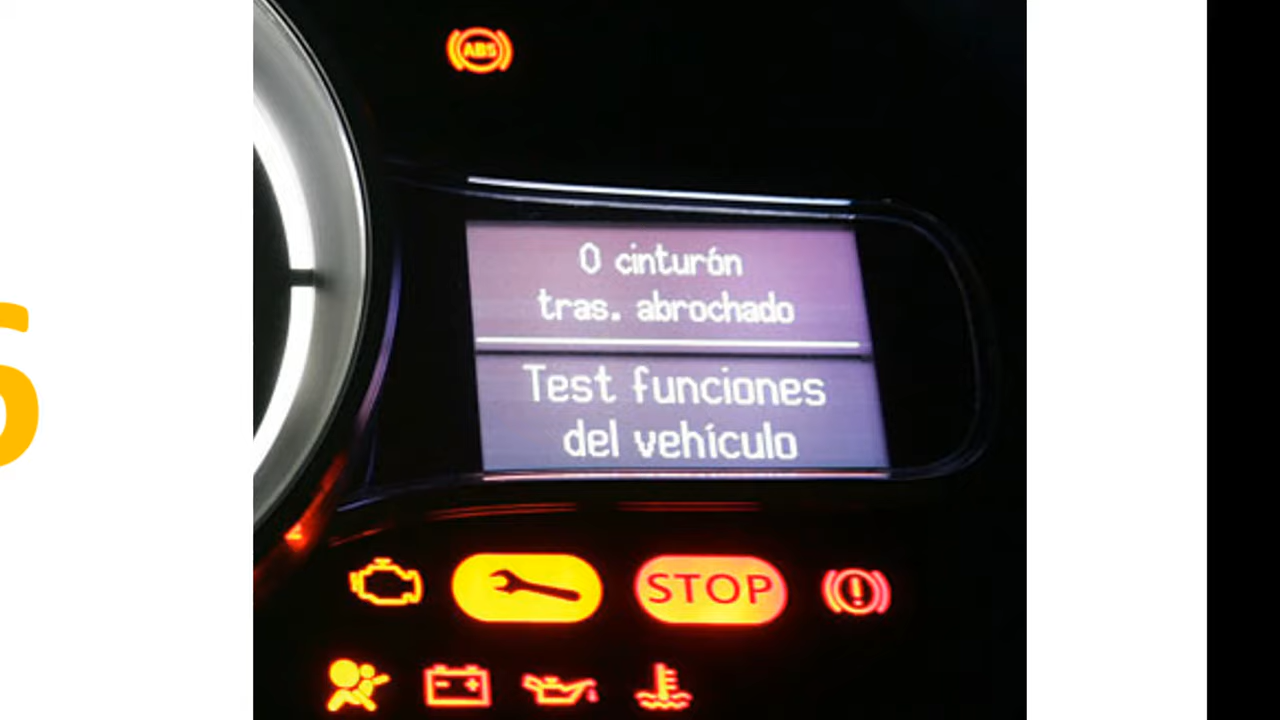 ABS
0 cinturón
tras. abrochado
Test funciones
del vehículo
STOP